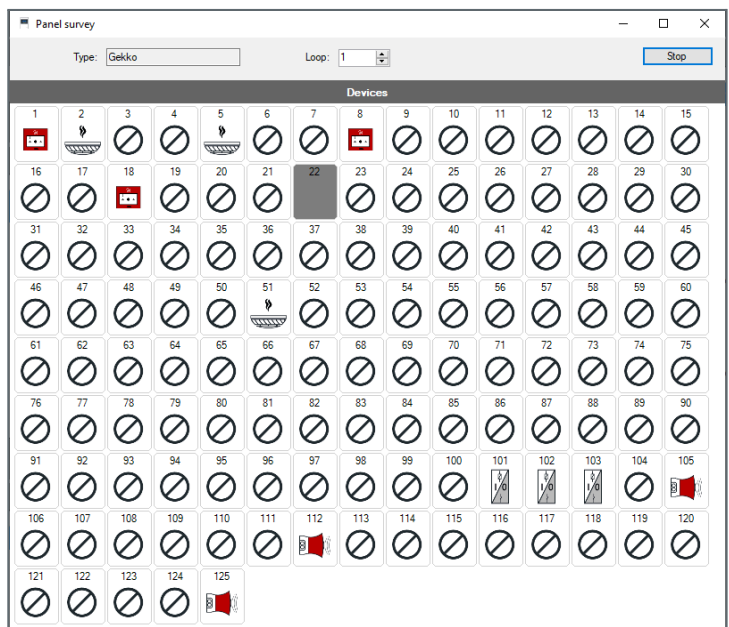 Panel survey
Type: Gekko Loop: 1 Stop
Devices
1 2 3 4 5 6 7 8 9 10 11 12 13 14 15
16 17 18 19 20 21 22 23 24 25 26 27 28 29 30
31 32 33 34 35 36 37 38 39 40 41 42 43 44 45
46 47 48 49 50 51 52 53 54 55 56 57 58 59 60
61 62 63 64 65 66 67 68 69 70 71 72 73 74 75
76 77 78 79 80 81 82 83 84 85 86 87 88 89 90
91 92 93 94 95 96 97 98 99 100 101 102 103 104 105
106 107 108 109 110 111 112 113 114 115 116 117 118 119 120
121 122 123 124 125